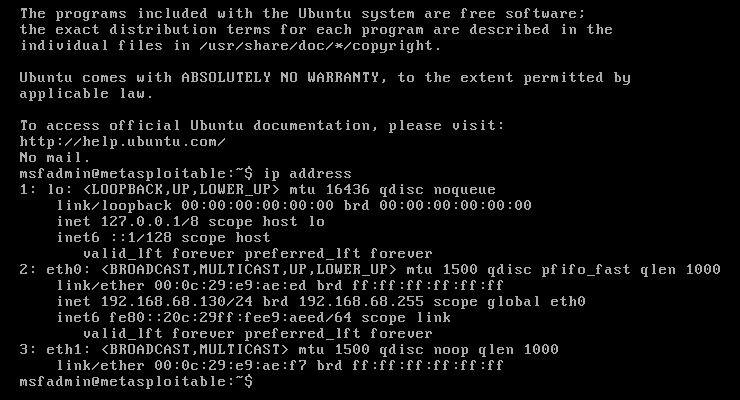 The programs included with the Ubuntu system are free software;
the exact distribution terms for each program are described in the
individual files in /usr/share/doc/*/copyright.
Ubuntu comes with ABSOLUTELY NO WARRANTY, to the extent permitted by
applicable law.
To access official Ubuntu documentation, please visit:
http://help.ubuntu.com/
No mail.
msfadmin@metasploitable:~$ ip address
1: lo: <LOOPBACK,UP,LOWER_UP> mtu 16436 qdisc noqueue
link/loopback 00:00:00:00:00:00 brd 00:00:00:00:00:00
inet 127.0.0.1/8 scope host lo
inet6 ::1/128 scope host
valid_lft forever preferred_lft forever
2: eth0: <BROADCAST,MULTICAST,UP,LOWER_UP> mtu 1500 qdisc pfifo_fast qlen 1000
link/ether 00:0c:29:e9:ae:ed brd ff:ff:ff:ff:ff:ff
inet 192.168.68.130/24 brd 192.168.68.255 scope global eth0
inet6 fe80::20c:29ff:fee9:aeed/64 scope link
valid_lft forever preferred_lft forever
3: eth1: <BROADCAST,MULTICAST> mtu 1500 qdisc noop qlen 1000
link/ether 00:0c:29:e9:ae:f7 brd ff:ff:ff:ff:ff:ff
msfadmin@metasploitable:~$